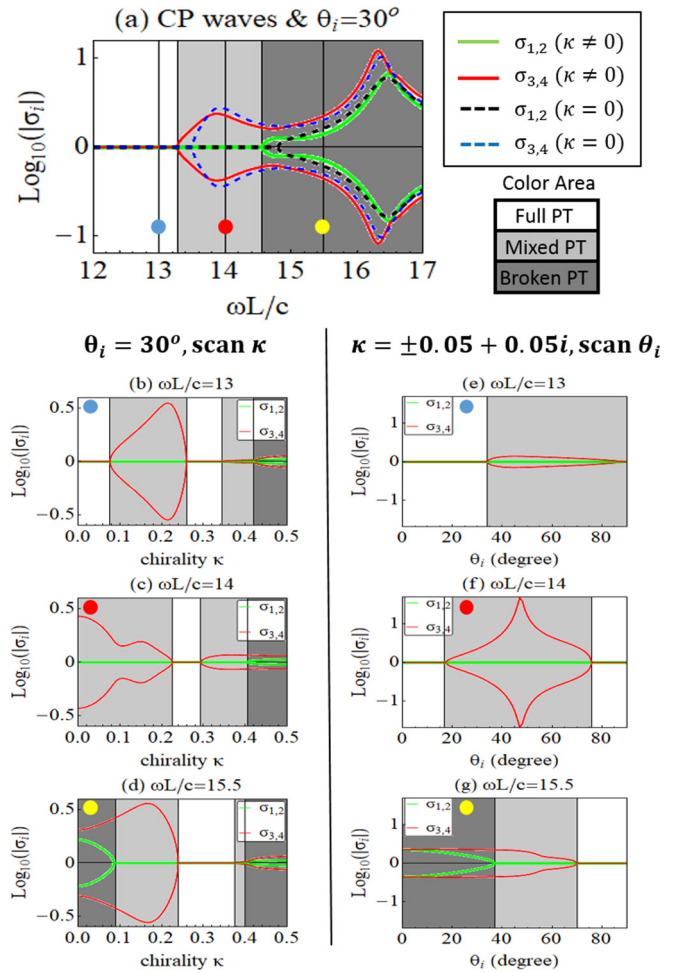 (a) CP waves & θᵢ=30ᵒ
Log₁₀(|σᵢ|)
1
0
−1
12 13 14 15 16 17
ωL/c
σ₁,₂ (κ ≠ 0)
σ₃,₄ (κ ≠ 0)
σ₁,₂ (κ = 0)
σ₃,₄ (κ = 0)
Color Area
Full PT
Mixed PT
Broken PT
θᵢ = 30ᵒ, scan κ
(b) ωL/c=13
Log₁₀(|σᵢ|)
0.5
0
−0.5
σ₁,₂
σ₃,₄
0.0 0.1 0.2 0.3 0.4 0.5
chirality κ
(c) ωL/c=14
Log₁₀(|σᵢ|)
0.5
0
−0.5
σ₁,₂
σ₃,₄
0.0 0.1 0.2 0.3 0.4 0.5
chirality κ
(d) ωL/c=15.5
Log₁₀(|σᵢ|)
0.5
0
−0.5
σ₁,₂
σ₃,₄
0.0 0.1 0.2 0.3 0.4 0.5
chirality κ
κ = ±0.05 + 0.05i, scan θᵢ
(e) ωL/c=13
Log₁₀(|σᵢ|)
1
0
−1
σ₁,₂
σ₃,₄
0 20 40 60 80
θᵢ (degree)
(f) ωL/c=14
Log₁₀(|σᵢ|)
1
0
−1
σ₁,₂
σ₃,₄
0 20 40 60 80
θᵢ (degree)
(g) ωL/c=15.5
Log₁₀(|σᵢ|)
1
0
−1
σ₁,₂
σ₃,₄
0 20 40 60 80
θᵢ (degree)